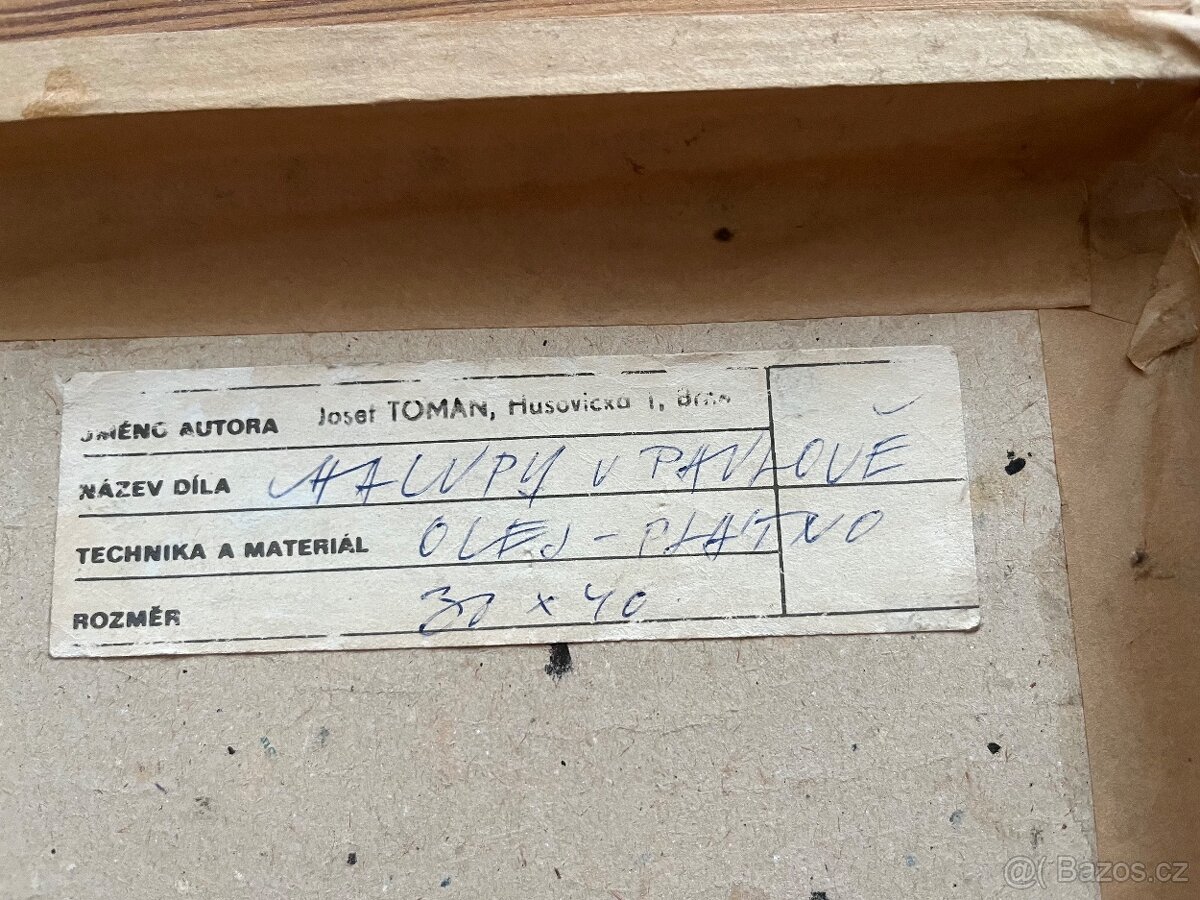 JMÉNO AUTORA Josef TOMAN, Husovická 1, Brno
NÁZEV DÍLA CHALUPY V PAVLOVĚ
TECHNIKA A MATERIÁL OLEJ - PLÁTNO
ROZMĚR 30 x 40
@( Bazos.cz